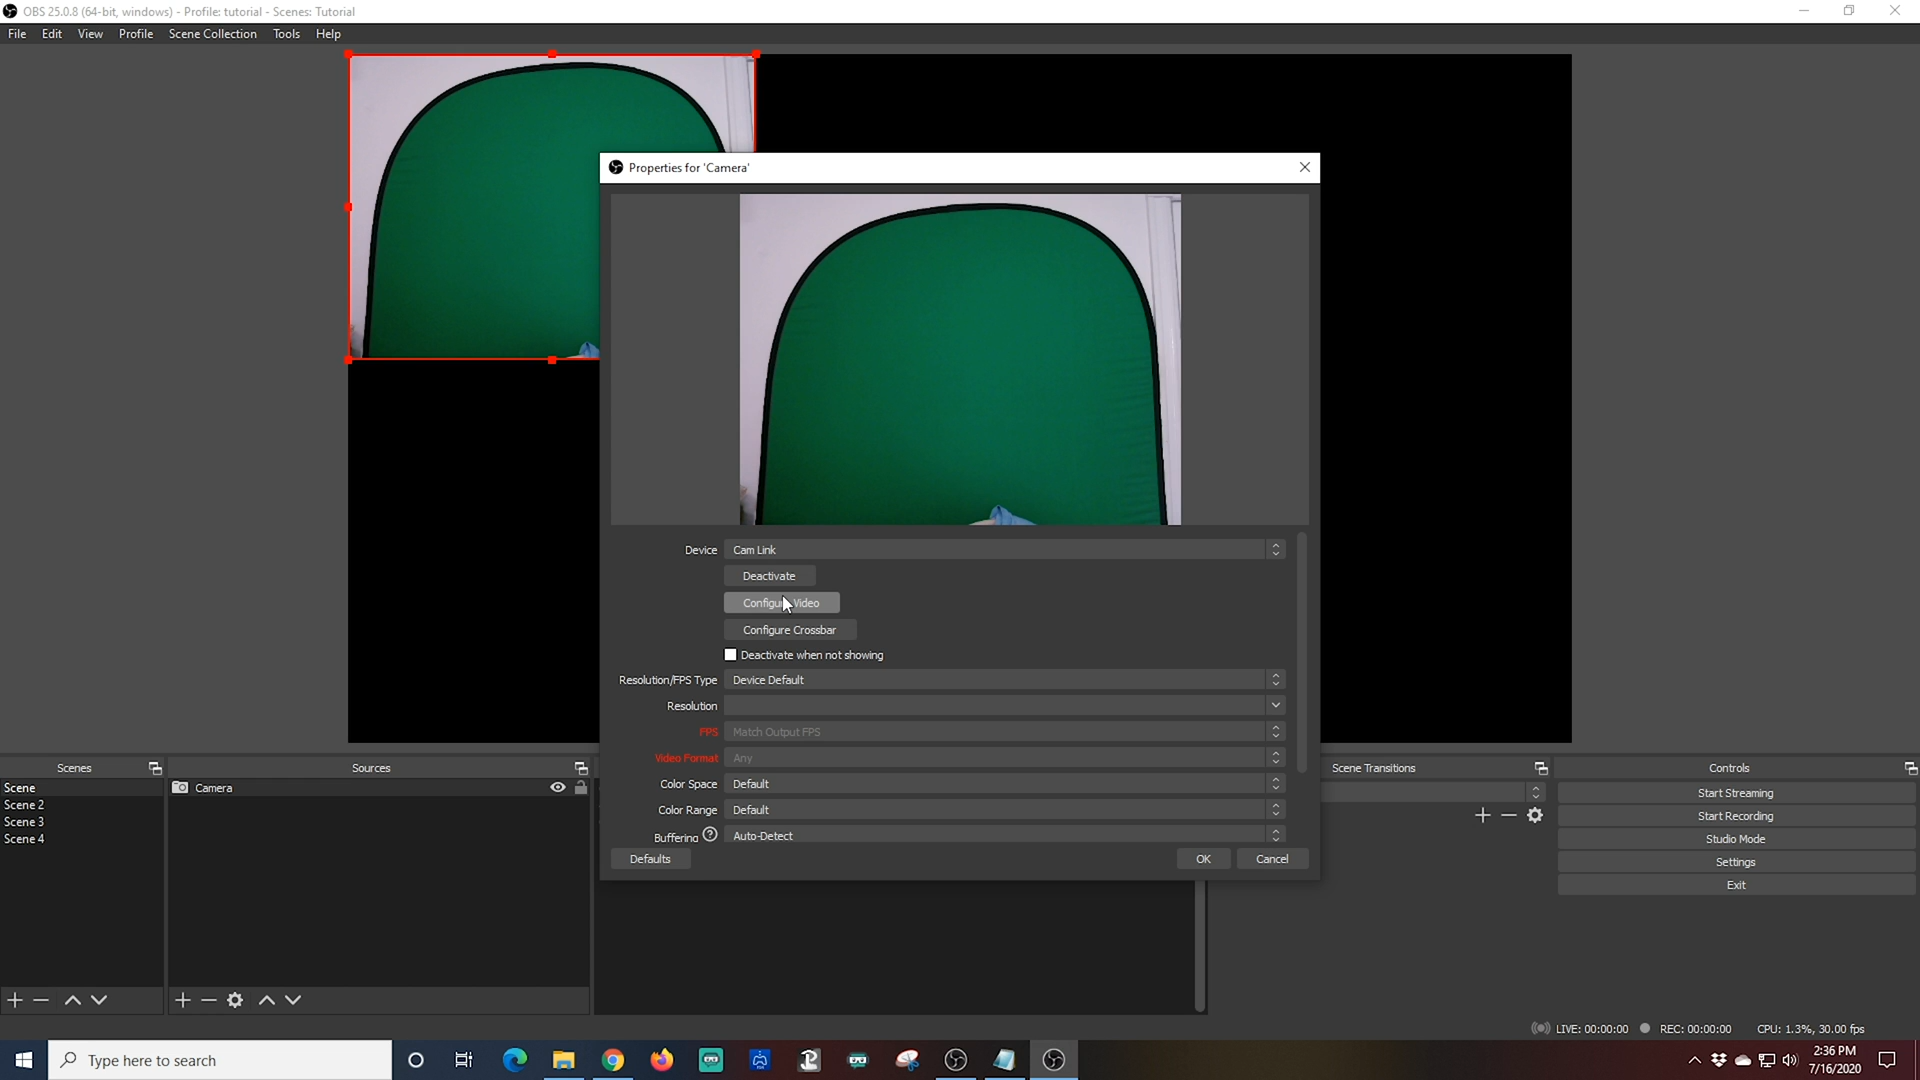 OBS 25.0.8 (64-bit, windows) - Profile: tutorial - Scenes: Tutorial
File Edit View Profile Scene Collection Tools Help
Properties for 'Camera'
Device Cam Link
Deactivate
Configure Video
Configure Crossbar
Deactivate when not showing
Resolution/FPS Type Device Default
Resolution
FPS Match Output FPS
Video Format Any
Color Space Default
Color Range Default
Buffering ? Auto-Detect
Defaults OK Cancel
Scenes
Scene
Scene 2
Scene 3
Scene 4
Sources
Camera
Scene Transitions
Controls
Start Streaming
Start Recording
Studio Mode
Settings
Exit
LIVE: 00:00:00 REC: 00:00:00 CPU: 1.3%, 30.00 fps
Type here to search
2:36 PM
7/16/2020